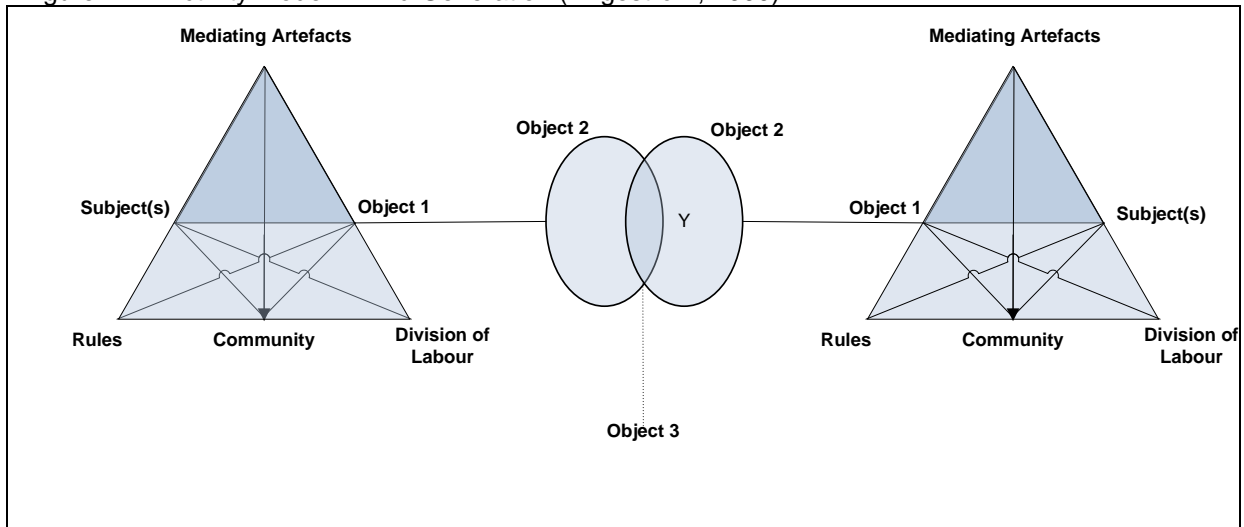 Mediating Artefacts
Mediating Artefacts
Object 2
Object 2
Subject(s)
Object 1
Y
Object 1
Subject(s)
Rules
Community
Division of
Labour
Rules
Community
Division of
Labour
Object 3